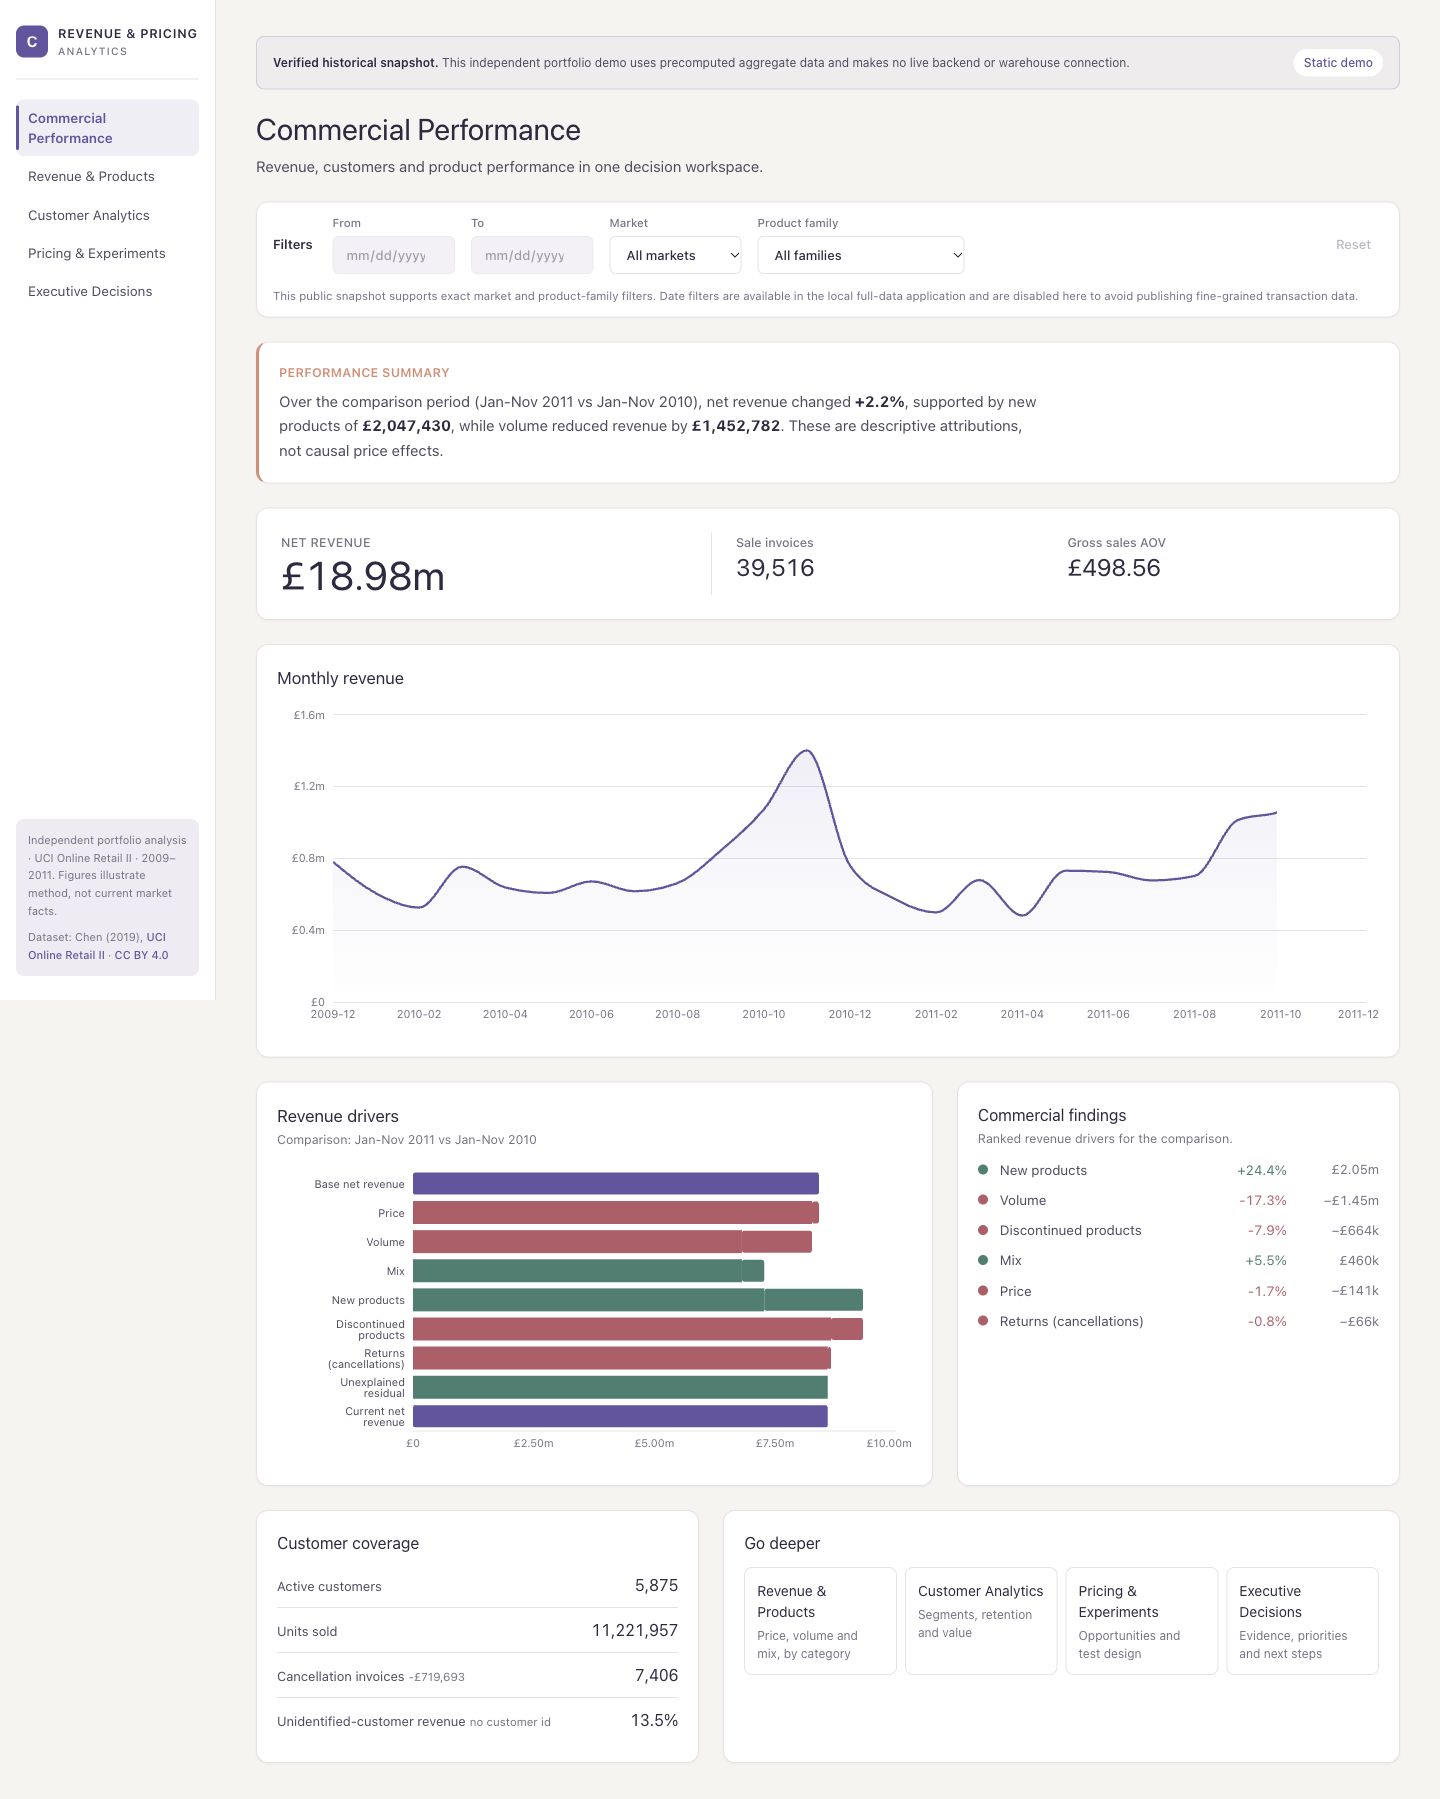 C
REVENUE & PRICING
ANALYTICS
Commercial
Performance
Revenue & Products
Customer Analytics
Pricing & Experiments
Executive Decisions
Independent portfolio analysis
· UCI Online Retail II · 2009–
2011. Figures illustrate
method, not current market
facts.
Dataset: Chen (2019), UCI
Online Retail II · CC BY 4.0
Verified historical snapshot. This independent portfolio demo uses precomputed aggregate data and makes no live backend or warehouse connection.
Static demo
Commercial Performance
Revenue, customers and product performance in one decision workspace.
Filters
From
mm/dd/yyyy
To
mm/dd/yyyy
Market
All markets
Product family
All families
Reset
This public snapshot supports exact market and product-family filters. Date filters are available in the local full-data application and are disabled here to avoid publishing fine-grained transaction data.
PERFORMANCE SUMMARY
Over the comparison period (Jan-Nov 2011 vs Jan-Nov 2010), net revenue changed +2.2%, supported by new
products of £2,047,430, while volume reduced revenue by £1,452,782. These are descriptive attributions,
not causal price effects.
NET REVENUE
£18.98m
Sale invoices
39,516
Gross sales AOV
£498.56
Monthly revenue
£1.6m
£1.2m
£0.8m
£0.4m
£0
2009-12 2010-02 2010-04 2010-06 2010-08 2010-10 2010-12 2011-02 2011-04 2011-06 2011-08 2011-10 2011-12
Revenue drivers
Comparison: Jan-Nov 2011 vs Jan-Nov 2010
Base net revenue
Price
Volume
Mix
New products
Discontinued
products
Returns
(cancellations)
Unexplained
residual
Current net
revenue
£0 £2.50m £5.00m £7.50m £10.00m
Commercial findings
Ranked revenue drivers for the comparison.
New products +24.4% £2.05m
Volume -17.3% −£1.45m
Discontinued products -7.9% −£664k
Mix +5.5% £460k
Price -1.7% −£141k
Returns (cancellations) -0.8% −£66k
Customer coverage
Active customers 5,875
Units sold 11,221,957
Cancellation invoices -£719,693 7,406
Unidentified-customer revenue no customer id 13.5%
Go deeper
Revenue &
Products
Price, volume and
mix, by category
Customer Analytics
Segments, retention
and value
Pricing &
Experiments
Opportunities and
test design
Executive
Decisions
Evidence, priorities
and next steps